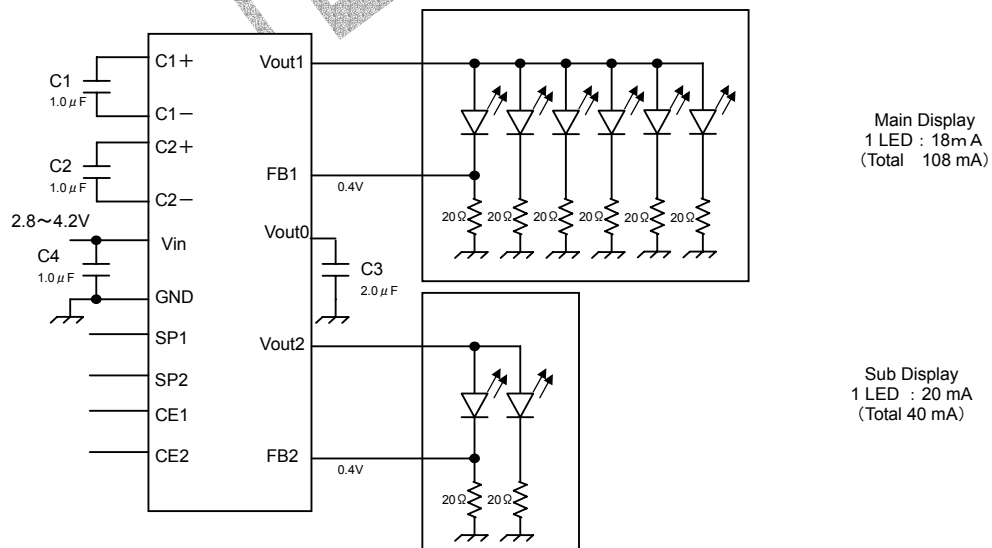 C1+
C1
1.0μF
C1−
C2+
C2
1.0μF
C2−
2.8~4.2V
Vin
C4
1.0μF
GND
SP1
SP2
CE1
CE2
Vout1
FB1
0.4V
Vout0
C3
2.0μF
Vout2
FB2
0.4V
20Ω 20Ω 20Ω 20Ω 20Ω 20Ω
20Ω 20Ω
Main Display
1 LED : 18mA
(Total 108 mA)
Sub Display
1 LED : 20 mA
(Total 40 mA)